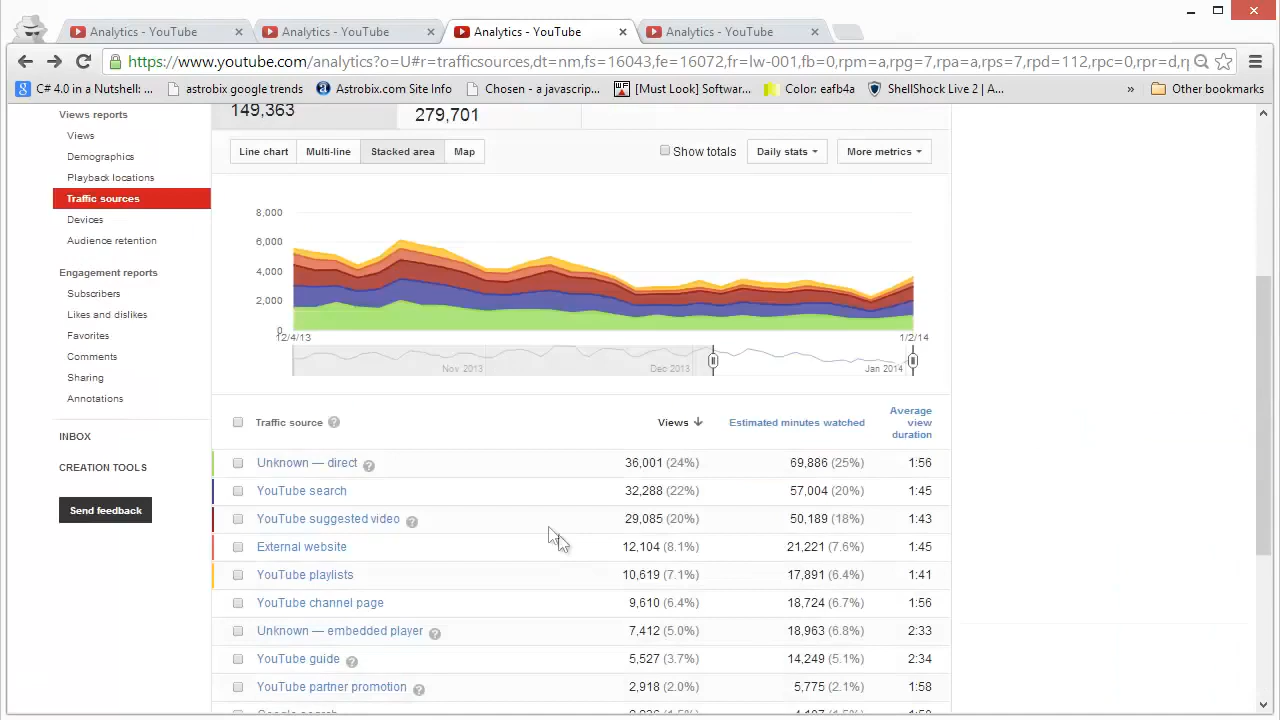 Analytics - YouTube
Analytics - YouTube
Analytics - YouTube
Analytics - YouTube
https://www.youtube.com/analytics?o=U#r=trafficsources,dt=nm,fs=16043,fe=16072,fr=lw-001,fb=0,rpm=a,rpg=7,rpa=a,rps=7,rpd=112,rpc=0,rpr=d,
C# 4.0 in a Nutshell: ...
astrobix google trends
Astrobix.com Site Info
Chosen - a javascrip...
[Must Look] Softwar...
Color: eafb4a
ShellShock Live 2 | A...
»
Other bookmarks
Views reports
Views
Demographics
Playback locations
Traffic sources
Devices
Audience retention
Engagement reports
Subscribers
Likes and dislikes
Favorites
Comments
Sharing
Annotations
INBOX
CREATION TOOLS
Send feedback
149,363
279,701
Line chart
Multi-line
Stacked area
Map
Show totals
Daily stats
More metrics
8,000
6,000
4,000
2,000
0
12/4/13
1/2/14
Nov 2013
Dec 2013
Jan 2014
Traffic source ?
Views
Estimated minutes watched
Average
view
duration
Unknown — direct ? 36,001 (24%) 69,886 (25%) 1:56
YouTube search 32,288 (22%) 57,004 (20%) 1:45
YouTube suggested video ? 29,085 (20%) 50,189 (18%) 1:43
External website 12,104 (8.1%) 21,221 (7.6%) 1:45
YouTube playlists 10,619 (7.1%) 17,891 (6.4%) 1:41
YouTube channel page 9,610 (6.4%) 18,724 (6.7%) 1:56
Unknown — embedded player ? 7,412 (5.0%) 18,963 (6.8%) 2:33
YouTube guide ? 5,527 (3.7%) 14,249 (5.1%) 2:34
YouTube partner promotion ? 2,918 (2.0%) 5,775 (2.1%) 1:58